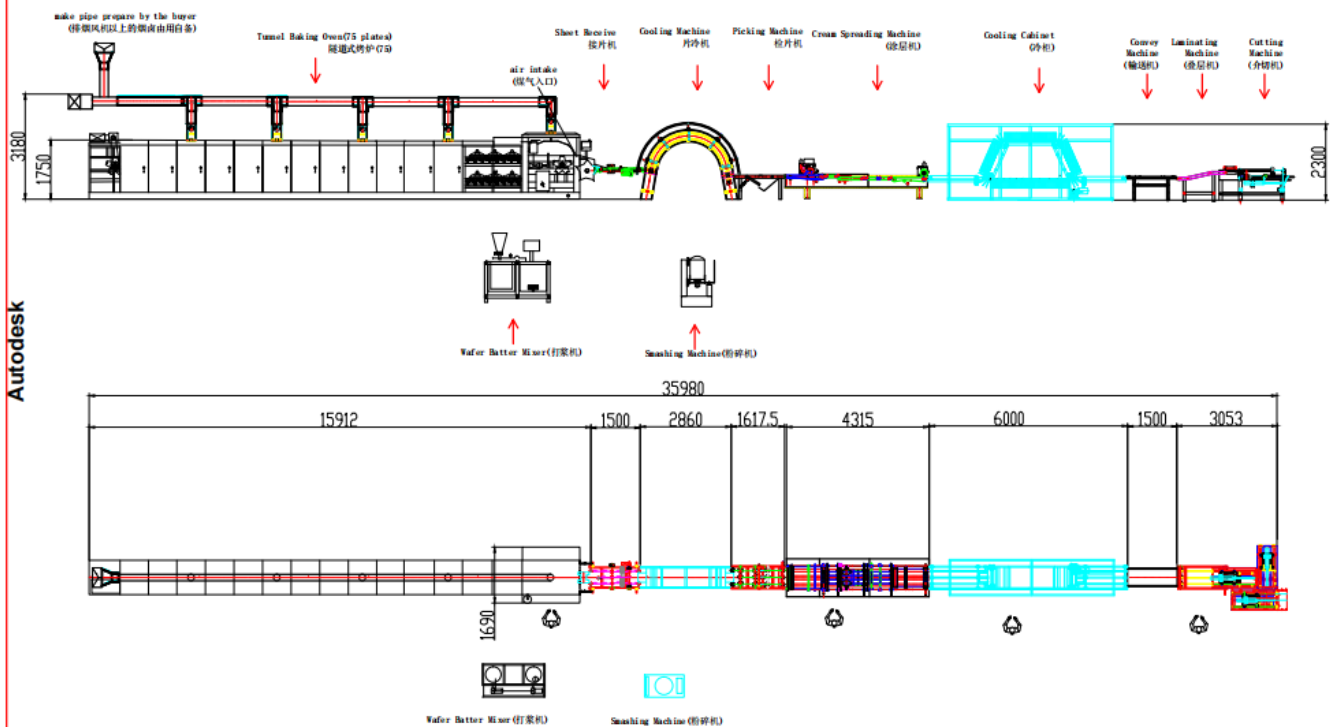 make pipe prepare by the buyer
(排烟风机以上的烟卤由用自备)
Tunnel Baking Oven(75 plates)
隧道式烤炉(75)
air intake
(煤气入口)
Sheet Receive
接片机
Cooling Machine
片冷机
Picking Machine
检片机
Cream Spreading Machine
(涂层机)
Cooling Cabinet
(冷柜)
Convey
Machine
(输送机)
Laminating
Machine
(叠层机)
Cutting
Machine
(介切机)
3180
1750
2300
Wafer Batter Mixer(打浆机)
Smashing Machine(粉碎机)
Autodesk
35980
15912
1500
2860
1617.5
4315
6000
1500
3053
1690
Wafer Batter Mixer(打浆机)
Smashing Machine(粉碎机)